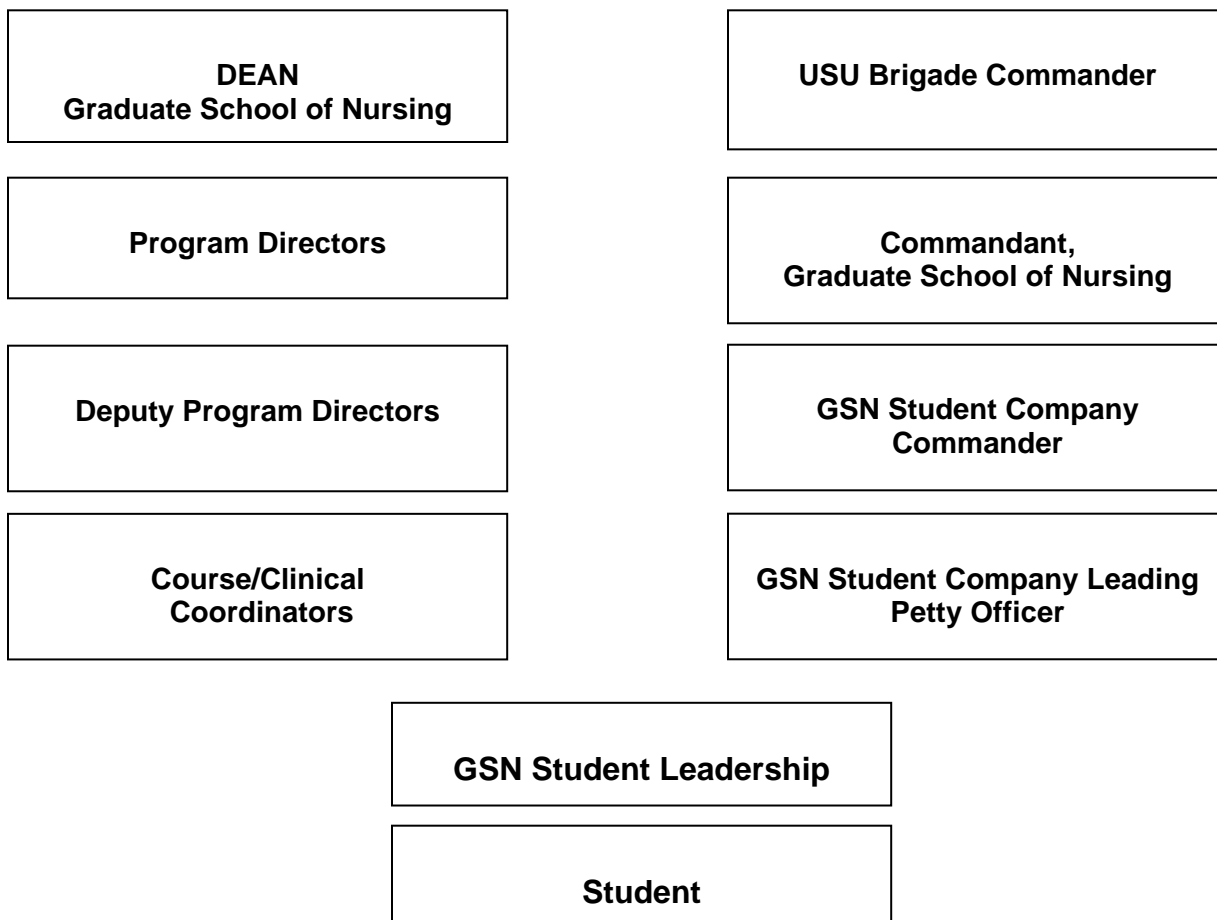 DEAN
Graduate School of Nursing
USU Brigade Commander
Program Directors
Commandant,
Graduate School of Nursing
Deputy Program Directors
GSN Student Company
Commander
Course/Clinical
Coordinators
GSN Student Company Leading
Petty Officer
GSN Student Leadership
Student